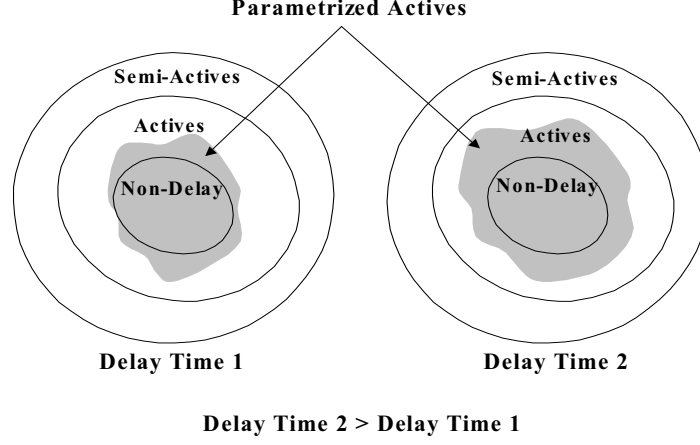 Parametrized Actives
Semi-Actives
Semi-Actives
Actives
Actives
Non-Delay
Non-Delay
Delay Time 1
Delay Time 2
Delay Time 2 > Delay Time 1